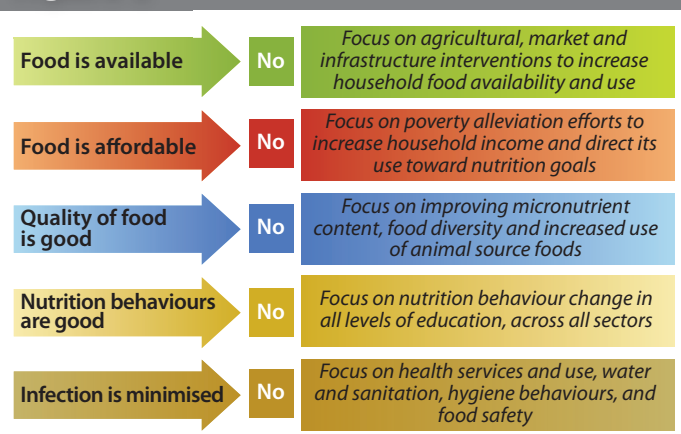 Food is available
No
Focus on agricultural, market and
infrastructure interventions to increase
household food availability and use
Food is affordable
No
Focus on poverty alleviation efforts to
increase household income and direct its
use toward nutrition goals
Quality of food
is good
No
Focus on improving micronutrient
content, food diversity and increased use
of animal source foods
Nutrition behaviours
are good
No
Focus on nutrition behaviour change in
all levels of education, across all sectors
Infection is minimised
No
Focus on health services and use, water
and sanitation, hygiene behaviours, and
food safety